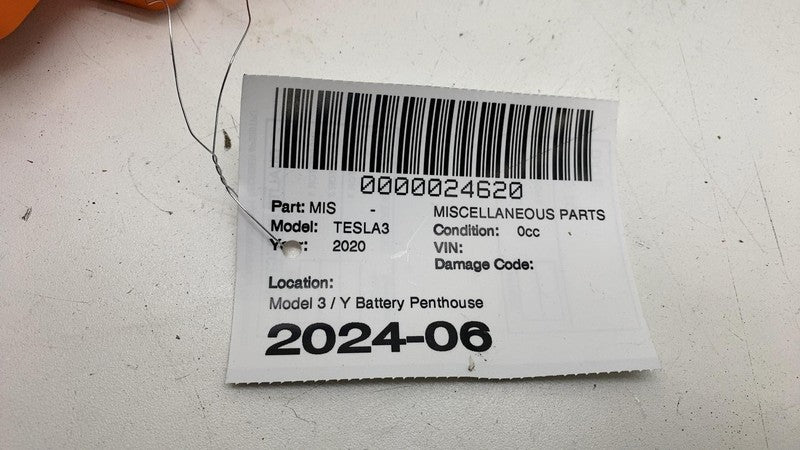 0000024620
Part: MIS - MISCELLANEOUS PARTS
Model: TESLA3 Condition: 0cc
Year: 2020 VIN:
Damage Code:
Location:
Model 3 / Y Battery Penthouse
2024-06